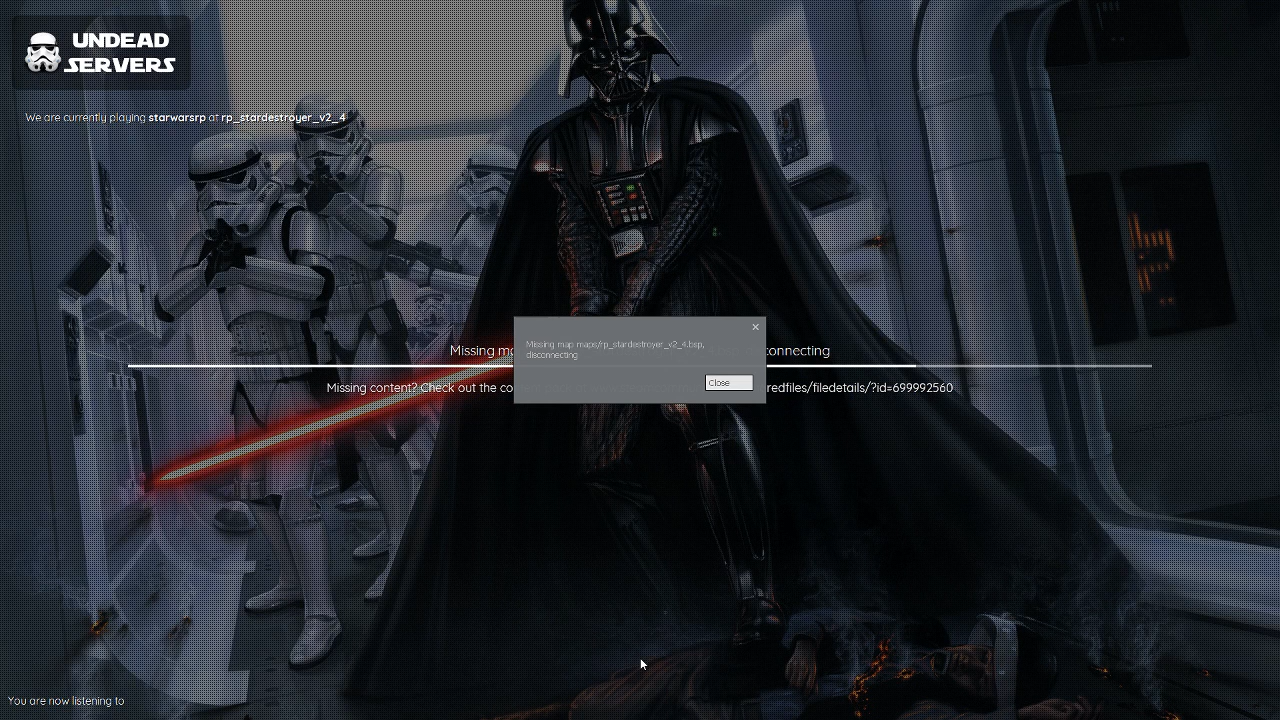 UNDEAD
SERVERS
We are currently playing starwarsrp at rp_stardestroyer_v2_4
Missing map maps/rp_stardestroyer_v2_4.bsp,
disconnecting
Close
Missing connecting
Missing content? Check out the redfiles/filedetails/?id=699992560
You are now listening to